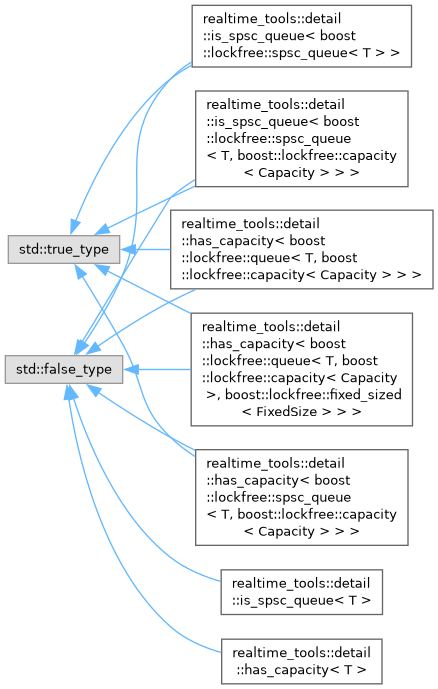 realtime_tools::detail
::is_spsc_queue< boost
::lockfree::spsc_queue< T > >
realtime_tools::detail
::is_spsc_queue< boost
::lockfree::spsc_queue
< T, boost::lockfree::capacity
< Capacity > > >
realtime_tools::detail
::has_capacity< boost
::lockfree::queue< T, boost
::lockfree::capacity< Capacity > > >
std::true_type
realtime_tools::detail
::has_capacity< boost
::lockfree::queue< T, boost
::lockfree::capacity< Capacity
>, boost::lockfree::fixed_sized
< FixedSize > > >
std::false_type
realtime_tools::detail
::has_capacity< boost
::lockfree::spsc_queue
< T, boost::lockfree::capacity
< Capacity > > >
realtime_tools::detail
::is_spsc_queue< T >
realtime_tools::detail
::has_capacity< T >